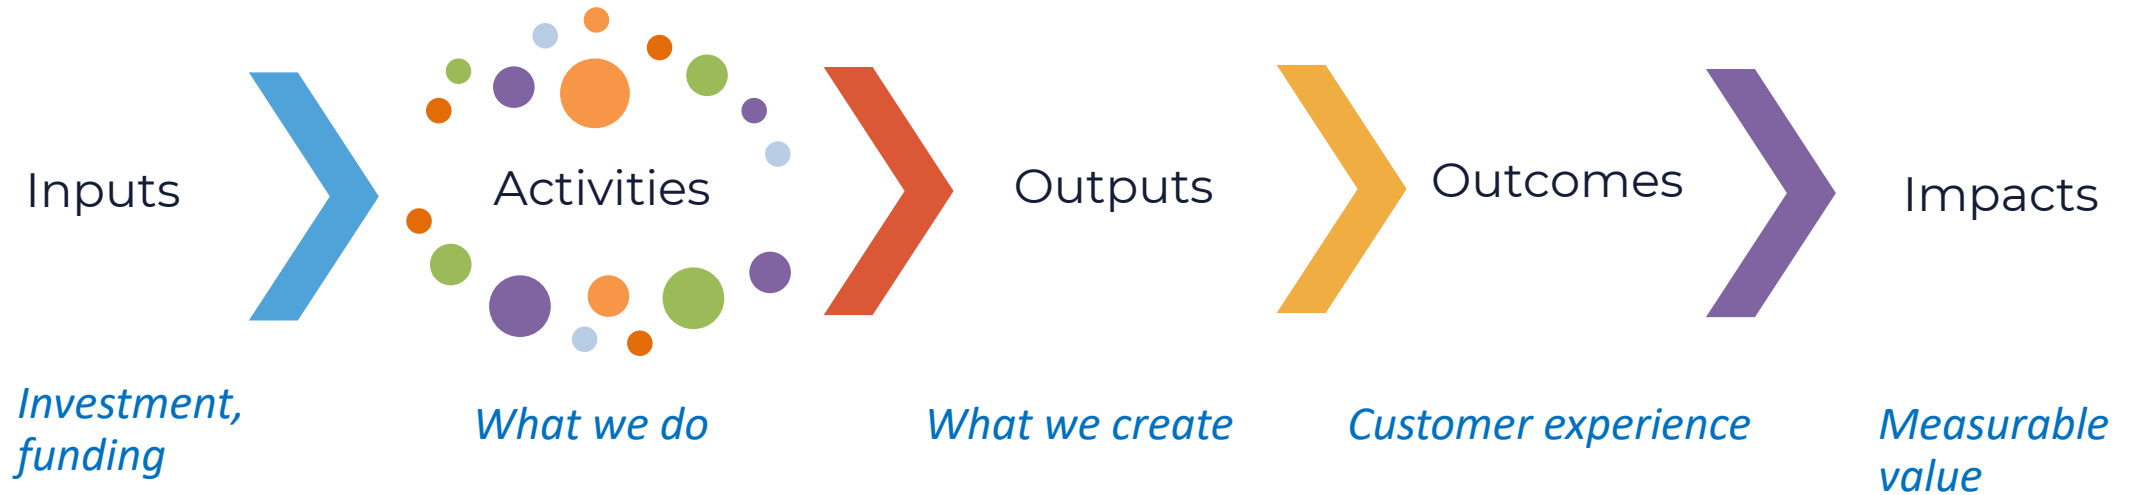 Inputs
Activities
Outputs
Outcomes
Impacts
Investment,
funding
What we do
What we create
Customer experience
Measurable
value